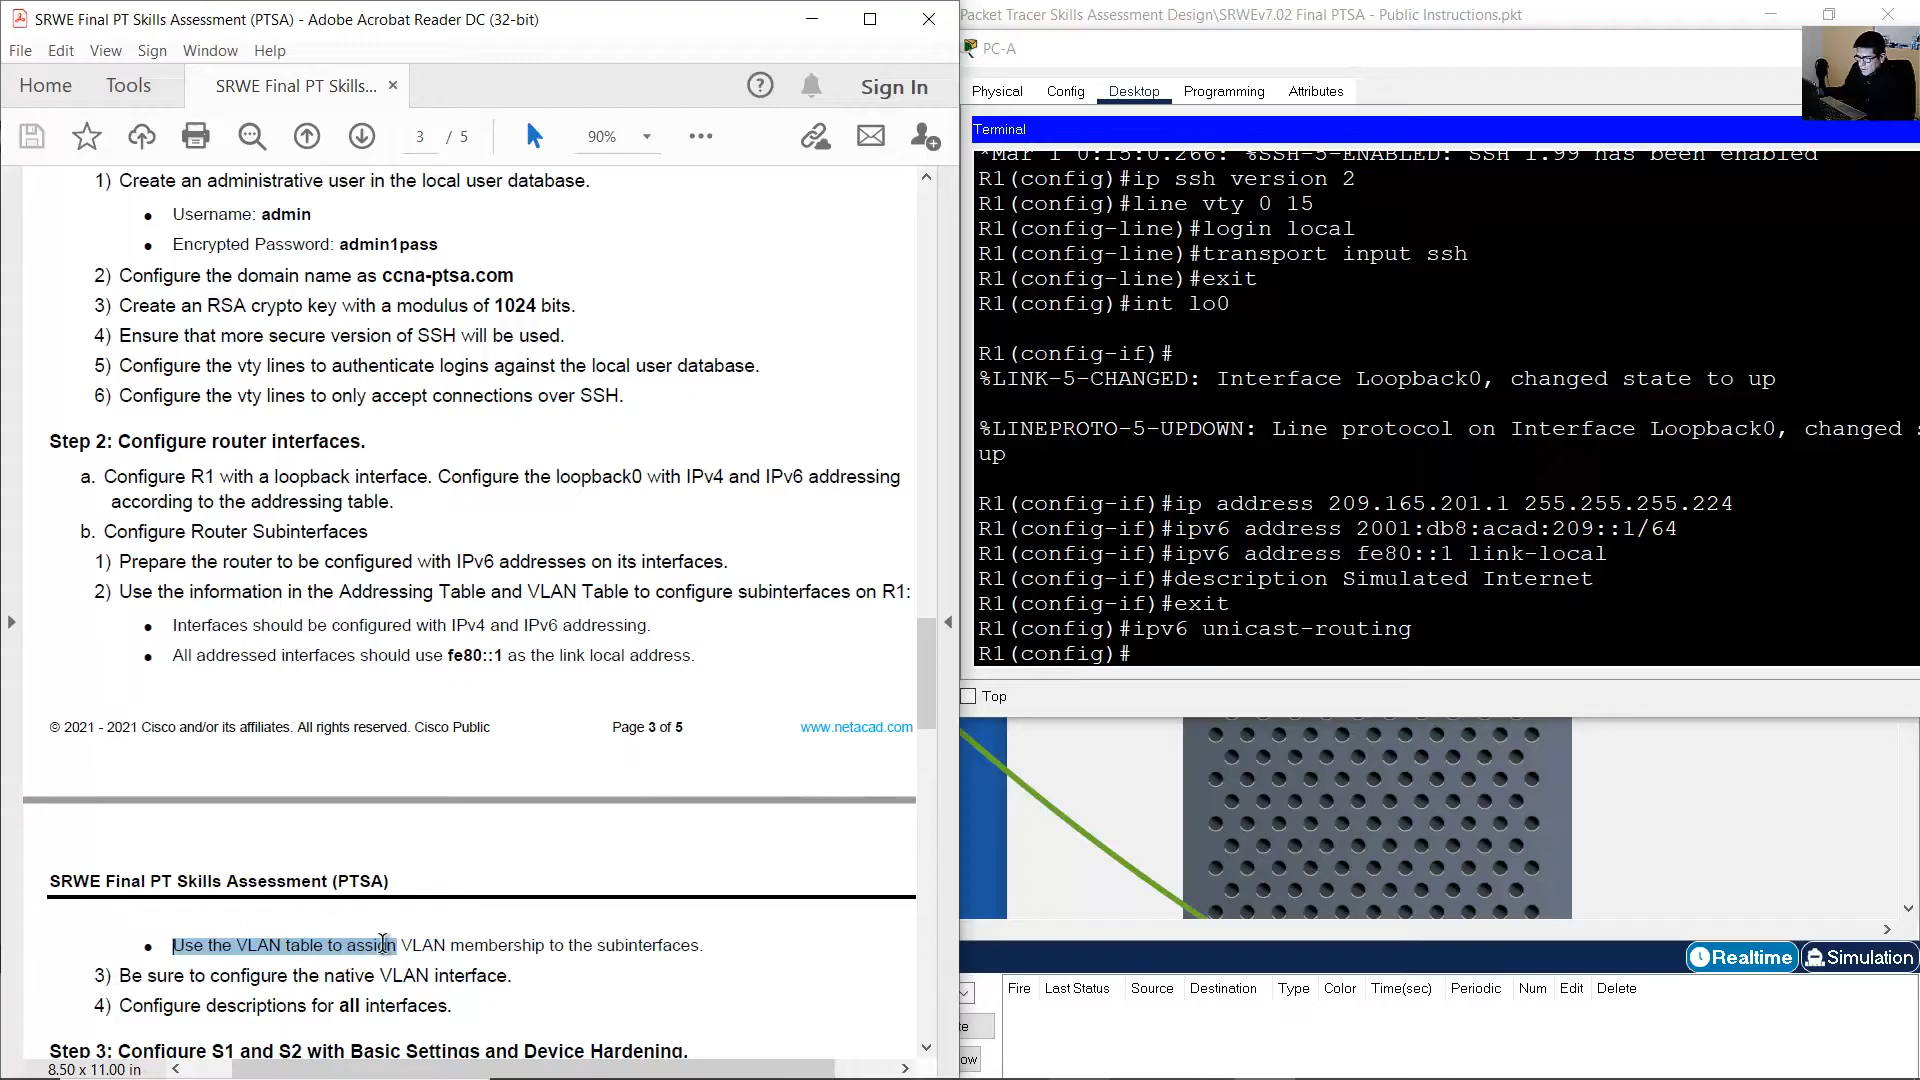 SRWE Final PT Skills Assessment (PTSA) - Adobe Acrobat Reader DC (32-bit)
File Edit View Sign Window Help
Home Tools SRWE Final PT Skills... × Sign In
3 / 5 90%
1) Create an administrative user in the local user database.
● Username: admin
● Encrypted Password: admin1pass
2) Configure the domain name as ccna-ptsa.com
3) Create an RSA crypto key with a modulus of 1024 bits.
4) Ensure that more secure version of SSH will be used.
5) Configure the vty lines to authenticate logins against the local user database.
6) Configure the vty lines to only accept connections over SSH.
Step 2: Configure router interfaces.
a. Configure R1 with a loopback interface. Configure the loopback0 with IPv4 and IPv6 addressing
according to the addressing table.
b. Configure Router Subinterfaces
1) Prepare the router to be configured with IPv6 addresses on its interfaces.
2) Use the information in the Addressing Table and VLAN Table to configure subinterfaces on R1:
● Interfaces should be configured with IPv4 and IPv6 addressing.
● All addressed interfaces should use fe80::1 as the link local address.
© 2021 - 2021 Cisco and/or its affiliates. All rights reserved. Cisco Public Page 3 of 5 www.netacad.com
SRWE Final PT Skills Assessment (PTSA)
● Use the VLAN table to assign VLAN membership to the subinterfaces.
3) Be sure to configure the native VLAN interface.
4) Configure descriptions for all interfaces.
Step 3: Configure S1 and S2 with Basic Settings and Device Hardening.
8.50 x 11.00 in
Packet Tracer Skills Assessment Design\SRWEv7.02 Final PTSA - Public Instructions.pkt
PC-A
Physical Config Desktop Programming Attributes
Terminal
*Mar 1 0:15:0.266: %SSH-5-ENABLED: SSH 1.99 has been enabled
R1(config)#ip ssh version 2
R1(config)#line vty 0 15
R1(config-line)#login local
R1(config-line)#transport input ssh
R1(config-line)#exit
R1(config)#int lo0
R1(config-if)#
%LINK-5-CHANGED: Interface Loopback0, changed state to up
%LINEPROTO-5-UPDOWN: Line protocol on Interface Loopback0, changed
up
R1(config-if)#ip address 209.165.201.1 255.255.255.224
R1(config-if)#ipv6 address 2001:db8:acad:209::1/64
R1(config-if)#ipv6 address fe80::1 link-local
R1(config-if)#description Simulated Internet
R1(config-if)#exit
R1(config)#ipv6 unicast-routing
R1(config)#
Top
Realtime Simulation
Fire Last Status Source Destination Type Color Time(sec) Periodic Num Edit Delete